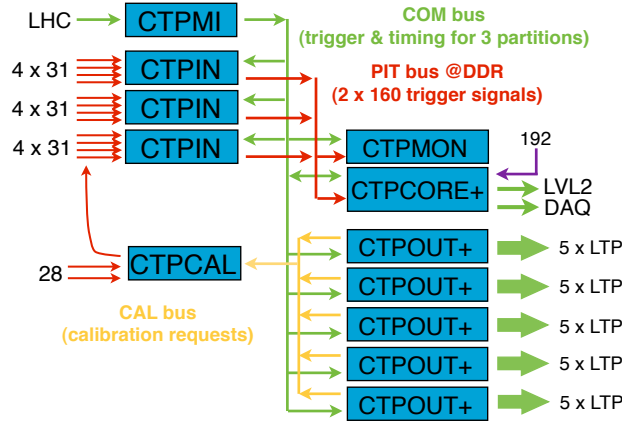 LHC
CTPMI
COM bus
(trigger & timing for 3 partitions)
4 x 31
CTPIN
PIT bus @DDR
(2 x 160 trigger signals)
4 x 31
CTPIN
4 x 31
CTPIN
CTPMON
192
CTPCORE+
LVL2
DAQ
CTPOUT+
5 x LTP
28
CTPCAL
CTPOUT+
5 x LTP
CAL bus
(calibration requests)
CTPOUT+
5 x LTP
CTPOUT+
5 x LTP
CTPOUT+
5 x LTP